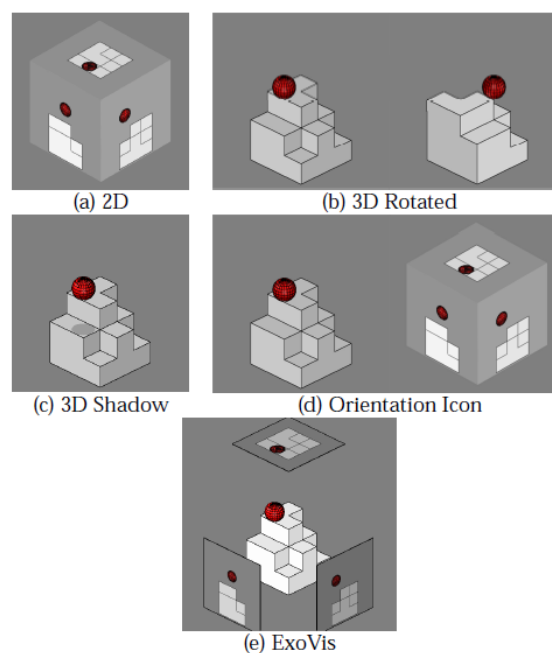 (a) 2D
(b) 3D Rotated
(c) 3D Shadow
(d) Orientation Icon
(e) ExoVis